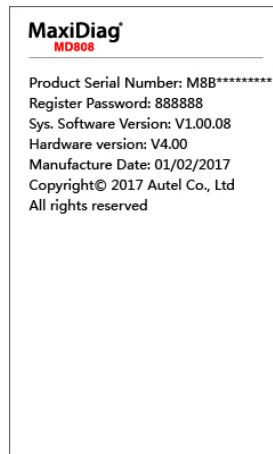 MaxiDiag
MD808
Product Serial Number: M8B*********
Register Password: 888888
Sys. Software Version: V1.00.08
Hardware version: V4.00
Manufacture Date: 01/02/2017
Copyright© 2017 Autel Co., Ltd
All rights reserved